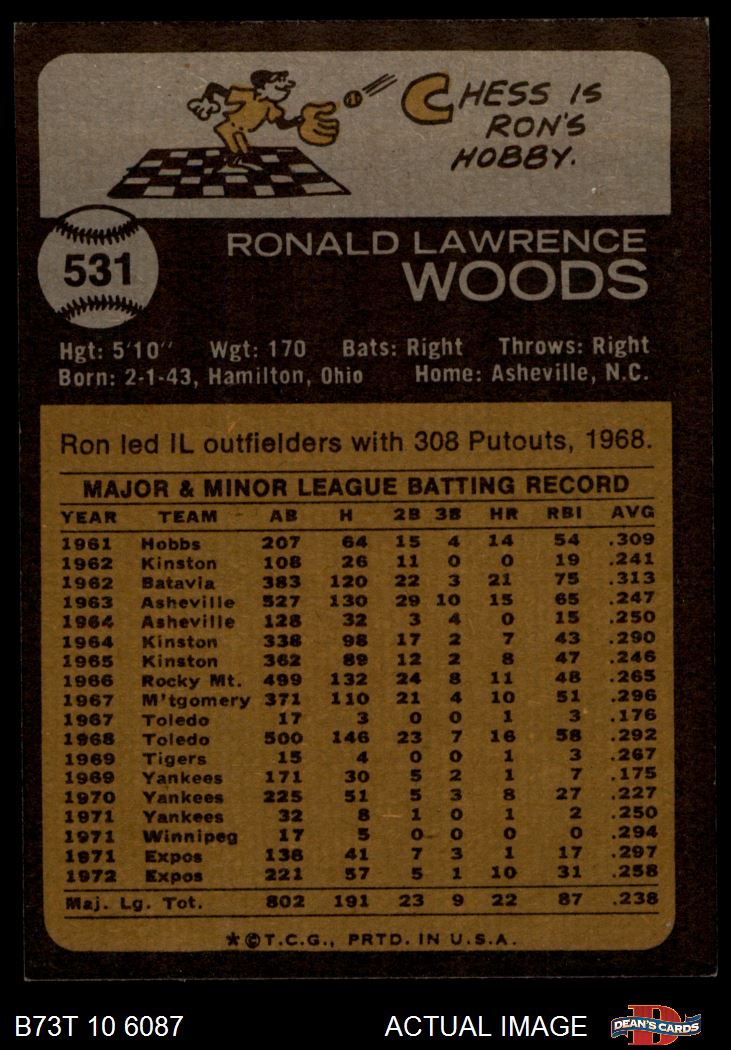 CHESS IS
RON'S
HOBBY.
531
RONALD LAWRENCE
WOODS
Hgt: 5'10" Wgt: 170 Bats: Right Throws: Right
Born: 2-1-43, Hamilton, Ohio Home: Asheville, N.C.
Ron led IL outfielders with 308 Putouts, 1968.
MAJOR & MINOR LEAGUE BATTING RECORD
YEAR TEAM AB H 2B 3B HR RBI AVG
1961 Hobbs 207 64 15 4 14 54 .309
1962 Kinston 108 26 11 0 0 19 .241
1962 Batavia 383 120 22 3 21 75 .313
1963 Asheville 527 130 29 10 15 65 .247
1964 Asheville 128 32 3 4 0 15 .250
1964 Kinston 338 98 17 2 7 43 .290
1965 Kinston 362 89 12 2 8 47 .246
1966 Rocky Mt. 499 132 24 8 11 48 .265
1967 M'tgomery 371 110 21 4 10 51 .296
1967 Toledo 17 3 0 0 1 3 .176
1968 Toledo 500 146 23 7 16 58 .292
1969 Tigers 15 4 0 0 1 3 .267
1969 Yankees 171 30 5 2 1 7 .175
1970 Yankees 225 51 5 3 8 27 .227
1971 Yankees 32 8 1 0 1 2 .250
1971 Winnipeg 17 5 0 0 0 0 .294
1971 Expos 138 41 7 3 1 17 .297
1972 Expos 221 57 5 1 10 31 .258
Maj. Lg. Tot. 802 191 23 9 22 87 .238
*©T.C.G., PRTD. IN U.S.A.
B73T 10 6087 ACTUAL IMAGE DEAN'S CARDS